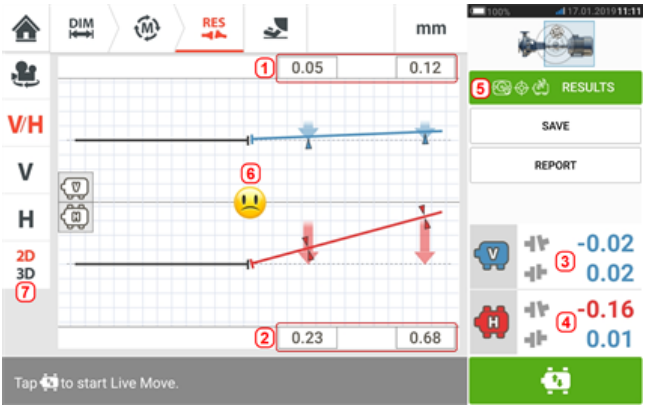 DIM
M
RES
mm
100%
17.01.2019 11:11
1
0.05
0.12
5
RESULTS
V/H
SAVE
V
6
REPORT
V
H
H
2D
3D
7
V
-0.02
3
0.02
H
-0.16
4
0.01
2
0.23
0.68
Tap to start Live Move.